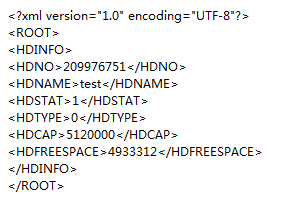 <?xml version="1.0" encoding="UTF-8"?>
<ROOT>
<HDINFO>
<HDNO>209976751</HDNO>
<HDNAME>test</HDNAME>
<HDSTAT>1</HDSTAT>
<HDTYPE>0</HDTYPE>
<HDCAP>5120000</HDCAP>
<HDFREESPACE>4933312</HDFREESPACE>
</HDINFO>
</ROOT>